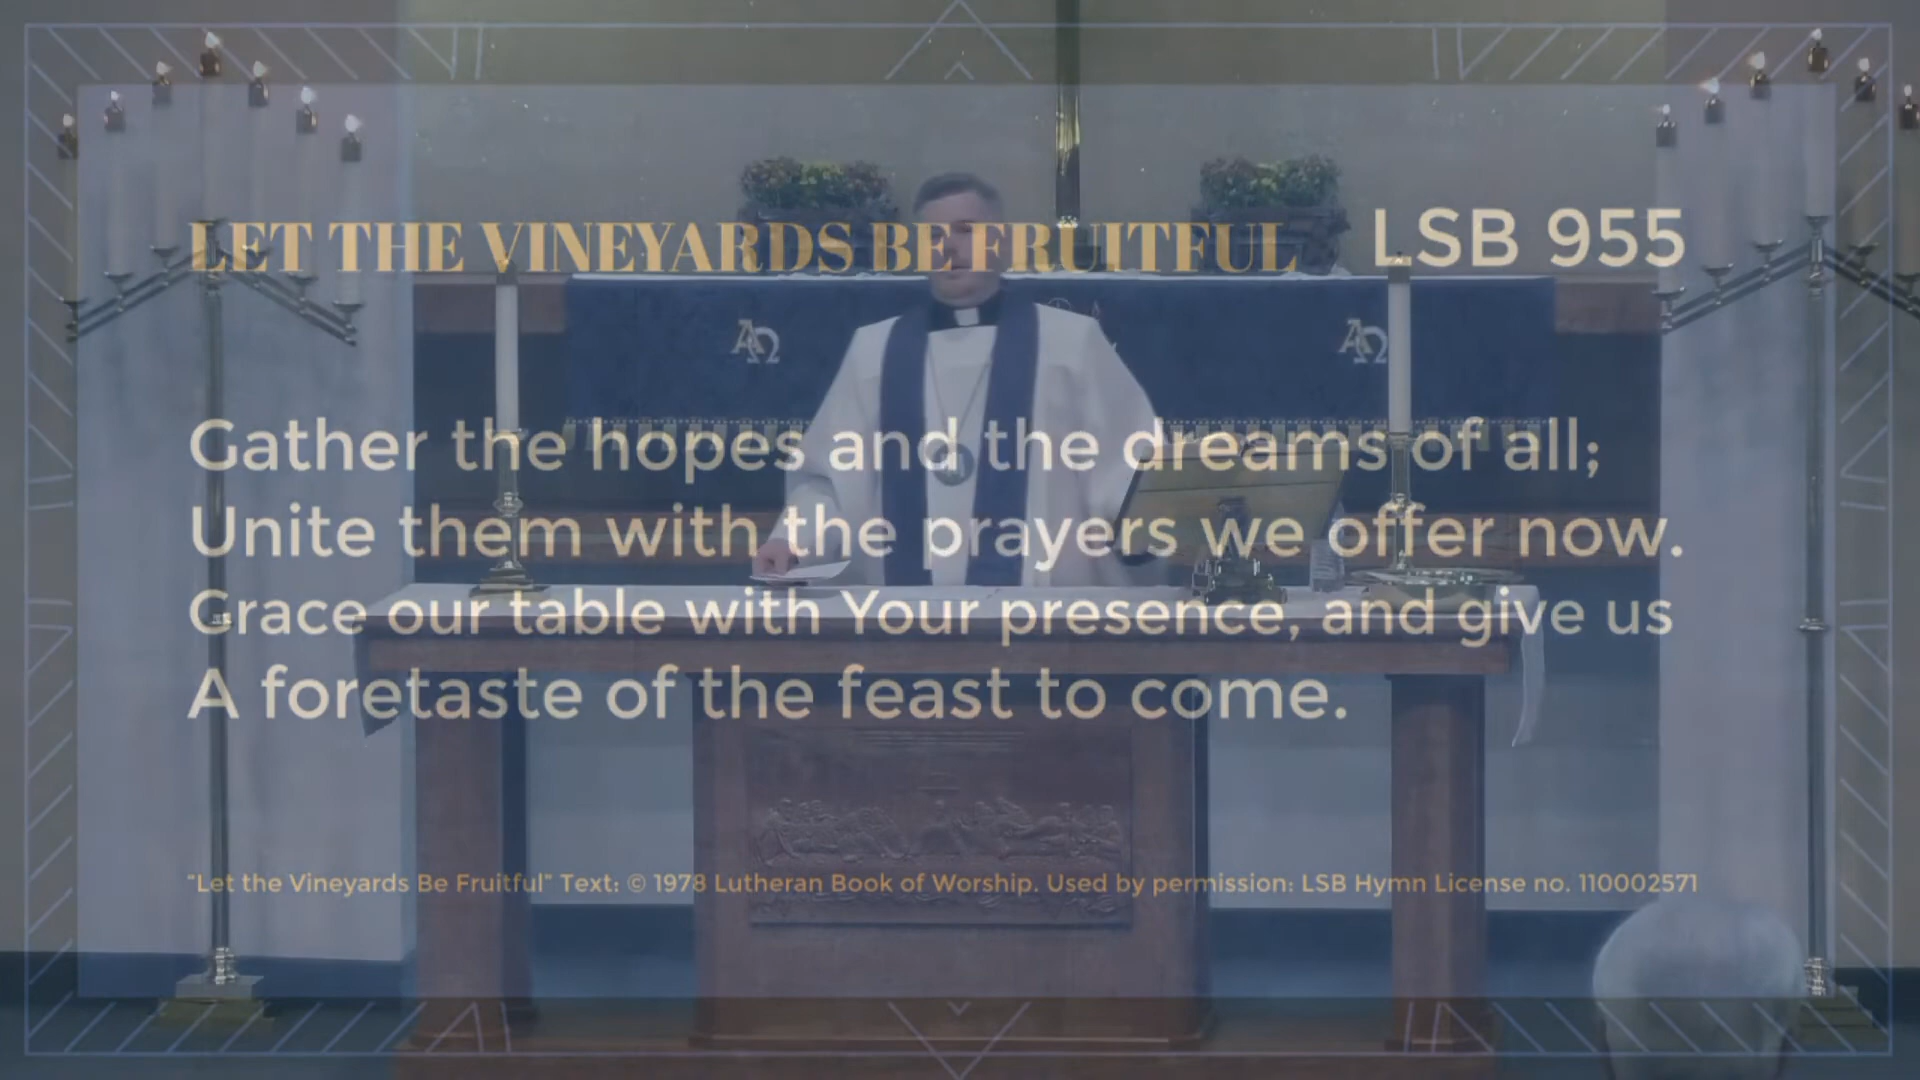 LET THE VINEYARDS BE FRUITFUL LSB 955
Gather the hopes and the dreams of all;
Unite them with the prayers we offer now.
Grace our table with Your presence, and give us
A foretaste of the feast to come.
"Let the Vineyards Be Fruitful" Text: © 1978 Lutheran Book of Worship. Used by permission: LSB Hymn License no. 110002571
ΑΩ ΑΩ